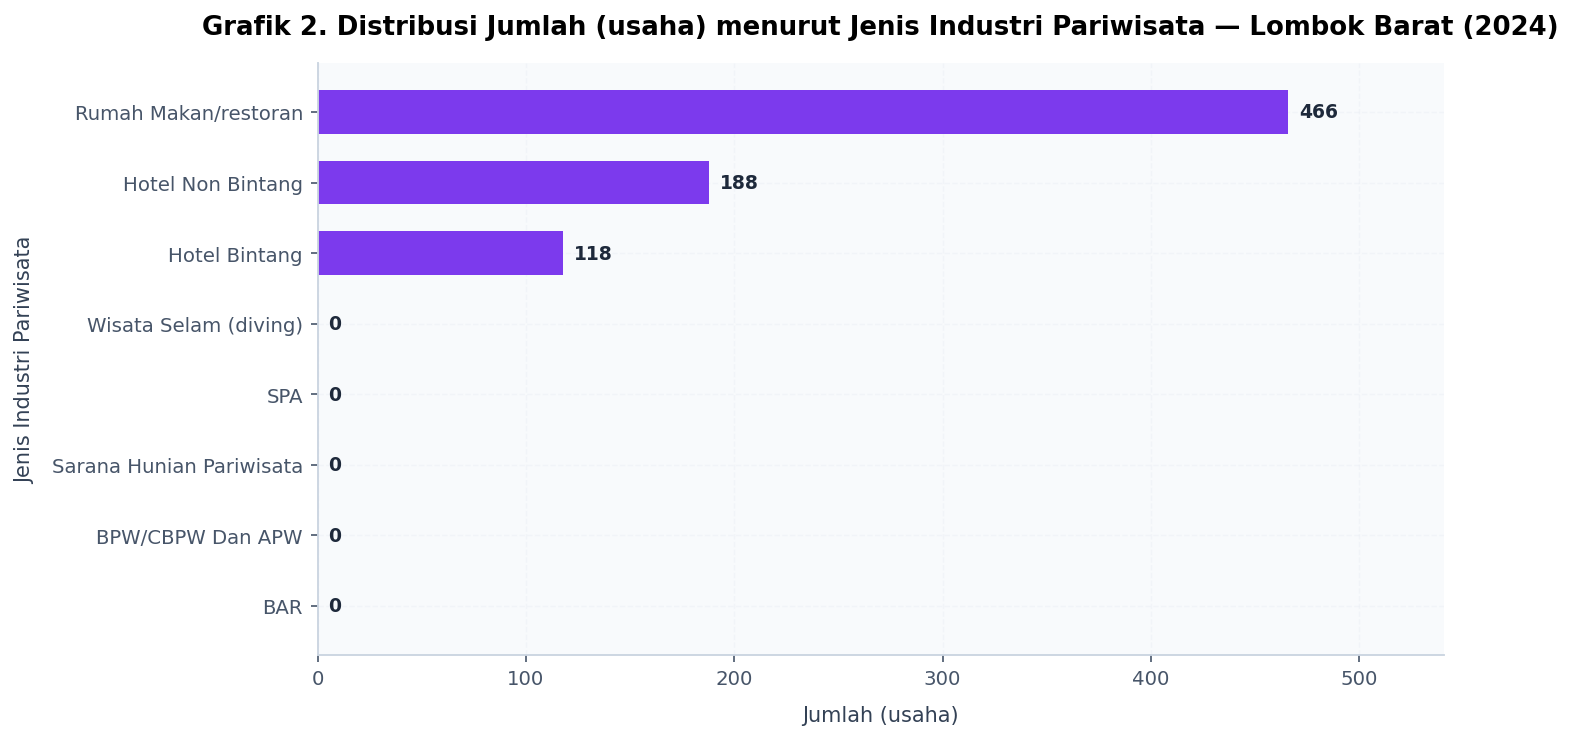 Grafik 2. Distribusi Jumlah (usaha) menurut Jenis Industri Pariwisata — Lombok Barat (2024)
Jenis Industri Pariwisata
Rumah Makan/restoran 466
Hotel Non Bintang 188
Hotel Bintang 118
Wisata Selam (diving) 0
SPA 0
Sarana Hunian Pariwisata 0
BPW/CBPW Dan APW 0
BAR 0
0 100 200 300 400 500
Jumlah (usaha)